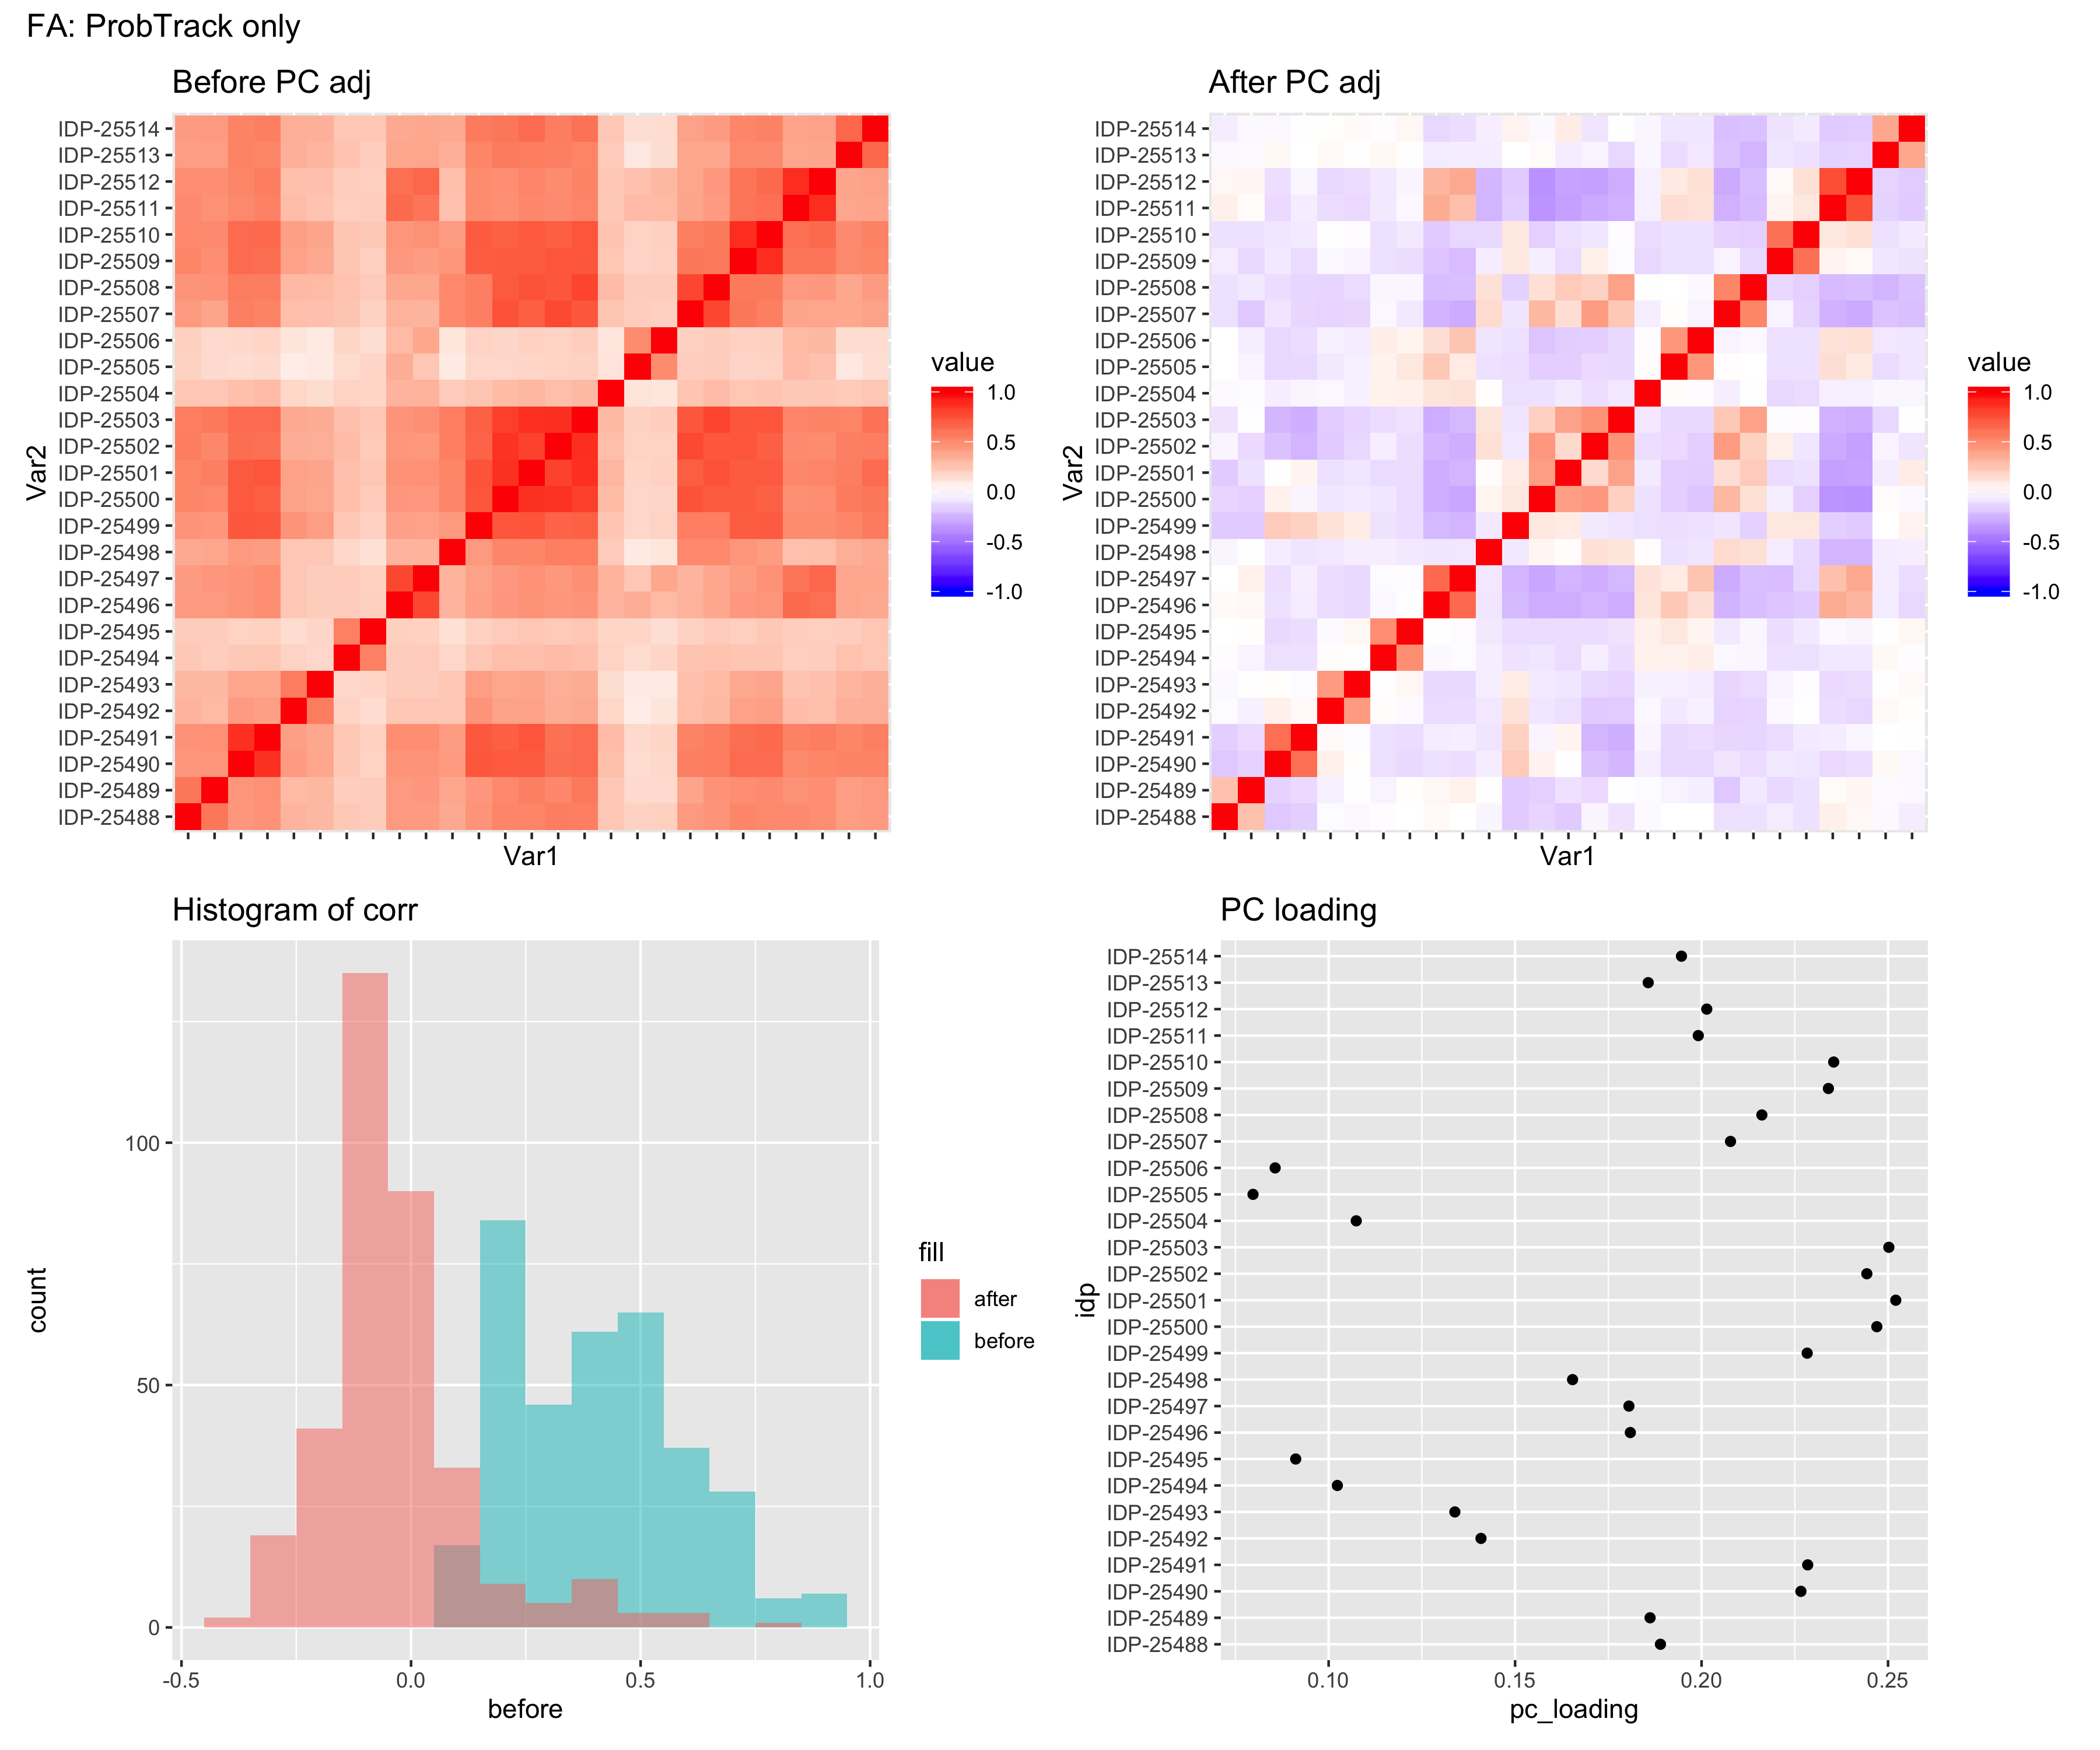 FA: ProbTrack only
Before PC adj
Var2
IDP-25514
IDP-25513
IDP-25512
IDP-25511
IDP-25510
IDP-25509
IDP-25508
IDP-25507
IDP-25506
IDP-25505
IDP-25504
IDP-25503
IDP-25502
IDP-25501
IDP-25500
IDP-25499
IDP-25498
IDP-25497
IDP-25496
IDP-25495
IDP-25494
IDP-25493
IDP-25492
IDP-25491
IDP-25490
IDP-25489
IDP-25488
Var1
value
1.0
0.5
0.0
-0.5
-1.0
After PC adj
Var2
IDP-25514
IDP-25513
IDP-25512
IDP-25511
IDP-25510
IDP-25509
IDP-25508
IDP-25507
IDP-25506
IDP-25505
IDP-25504
IDP-25503
IDP-25502
IDP-25501
IDP-25500
IDP-25499
IDP-25498
IDP-25497
IDP-25496
IDP-25495
IDP-25494
IDP-25493
IDP-25492
IDP-25491
IDP-25490
IDP-25489
IDP-25488
Var1
value
1.0
0.5
0.0
-0.5
-1.0
Histogram of corr
count
100
50
0
-0.5 0.0 0.5 1.0
before
fill
after
before
PC loading
idp
IDP-25514
IDP-25513
IDP-25512
IDP-25511
IDP-25510
IDP-25509
IDP-25508
IDP-25507
IDP-25506
IDP-25505
IDP-25504
IDP-25503
IDP-25502
IDP-25501
IDP-25500
IDP-25499
IDP-25498
IDP-25497
IDP-25496
IDP-25495
IDP-25494
IDP-25493
IDP-25492
IDP-25491
IDP-25490
IDP-25489
IDP-25488
0.10 0.15 0.20 0.25
pc_loading